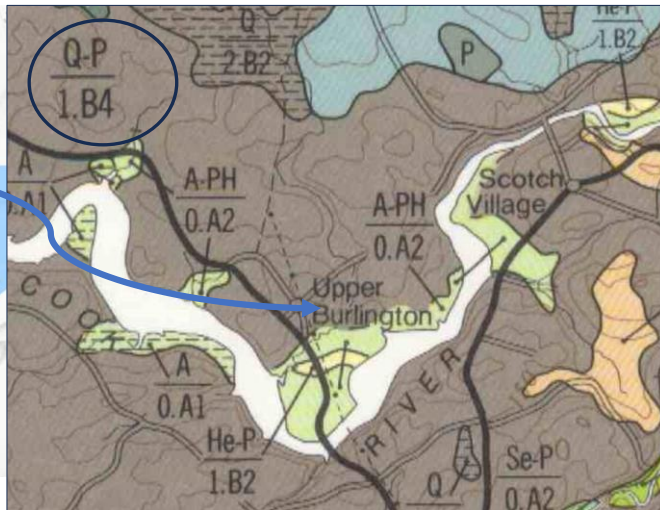 Q-P
1.B4
Q
2.B2
P
He-P
1.B2
A
0.A1
A-PH
0.A2
A-PH
0.A2
Scotch
Village
Upper
Burlington
COO
A
0.A1
RIVER
He-P
1.B2
Q
Se-P
0.A2